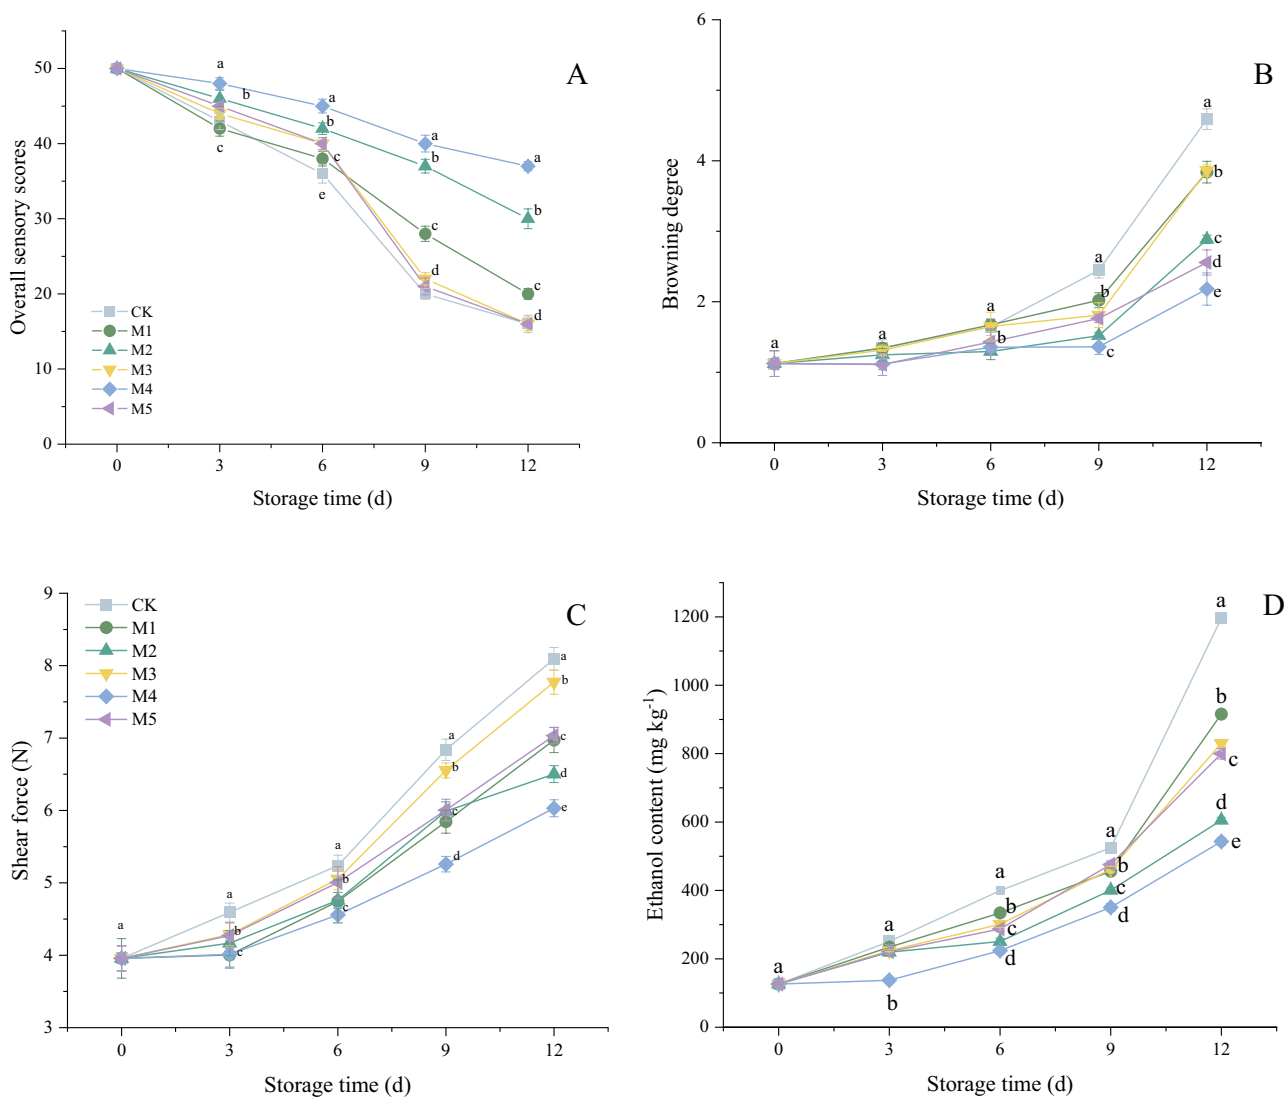 A
50
40
30
20
10
0
Overall sensory scores
a
b
c
a
b
c
e
a
b
c
d
a
b
c
d
CK
M1
M2
M3
M4
M5
0 3 6 9 12
Storage time (d)
B
6
4
2
0
Browning degree
a
a
a
b
a
b
c
a
b
c
d
e
0 3 6 9 12
Storage time (d)
C
9
8
7
6
5
4
3
Shear force (N)
CK
M1
M2
M3
M4
M5
a
a
b
c
a
b
c
a
b
c
d
a
b
c
d
e
0 3 6 9 12
Storage time (d)
D
1200
1000
800
600
400
200
0
Ethanol content (mg kg⁻¹)
a
a
b
a
b
c
d
a
b
c
d
a
b
c
d
e
0 3 6 9 12
Storage time (d)